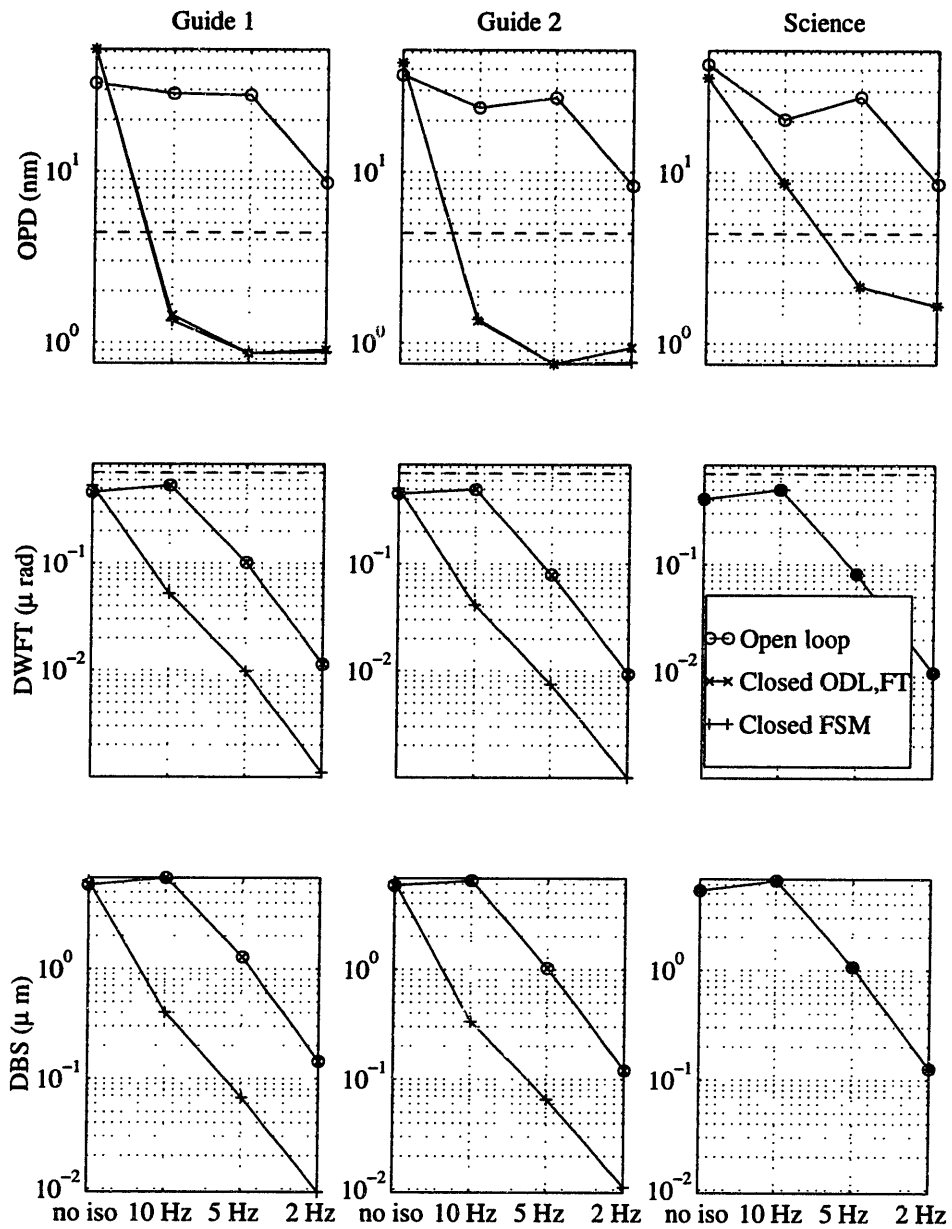 Guide 1 Guide 2 Science
OPD (nm)
10^1 10^1 10^1
10^0 10^0 10^0
DWFT (μ rad)
10^-1 10^-1 10^-1
10^-2 10^-2 10^-2
Open loop
Closed ODL,FT
Closed FSM
DBS (μ m)
10^0 10^0 10^0
10^-1 10^-1 10^-1
10^-2 10^-2 10^-2
no iso 10 Hz 5 Hz 2 Hz no iso 10 Hz 5 Hz 2 Hz no iso 10 Hz 5 Hz 2 Hz